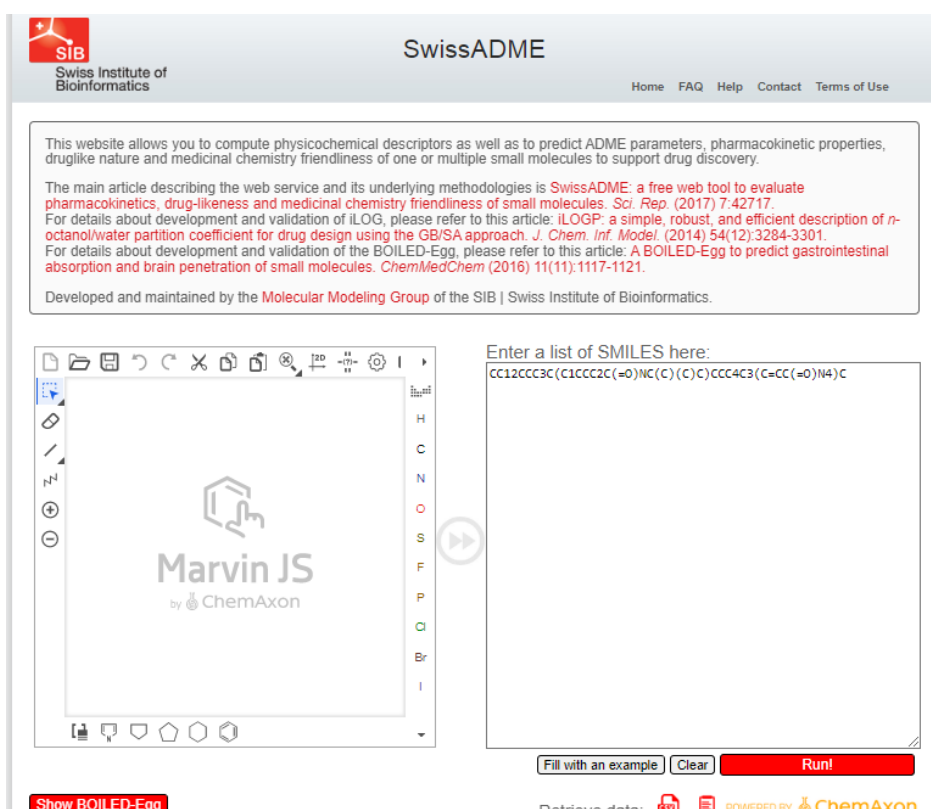 SIB
Swiss Institute of
Bioinformatics
SwissADME
Home FAQ Help Contact Terms of Use
This website allows you to compute physicochemical descriptors as well as to predict ADME parameters, pharmacokinetic properties,
druglike nature and medicinal chemistry friendliness of one or multiple small molecules to support drug discovery.
The main article describing the web service and its underlying methodologies is SwissADME: a free web tool to evaluate
pharmacokinetics, drug-likeness and medicinal chemistry friendliness of small molecules. Sci. Rep. (2017) 7:42717.
For details about development and validation of iLOG, please refer to this article: iLOGP: a simple, robust, and efficient description of n-
octanol/water partition coefficient for drug design using the GB/SA approach. J. Chem. Inf. Model. (2014) 54(12):3284-3301.
For details about development and validation of the BOILED-Egg, please refer to this article: A BOILED-Egg to predict gastrointestinal
absorption and brain penetration of small molecules. ChemMedChem (2016) 11(11):1117-1121.
Developed and maintained by the Molecular Modeling Group of the SIB | Swiss Institute of Bioinformatics.
2D
H
C
N
O
S
F
P
Cl
Br
I
Marvin JS
by ChemAxon
Enter a list of SMILES here:
CC12CCC3C(C1CCC2C(=O)NC(C)(C)C)CCC4C3(C=CC(=O)N4)C
Fill with an example
Clear
Run!
Show BOILED-Egg
Retrieve data:
CSV
POWERED BY ChemAxon